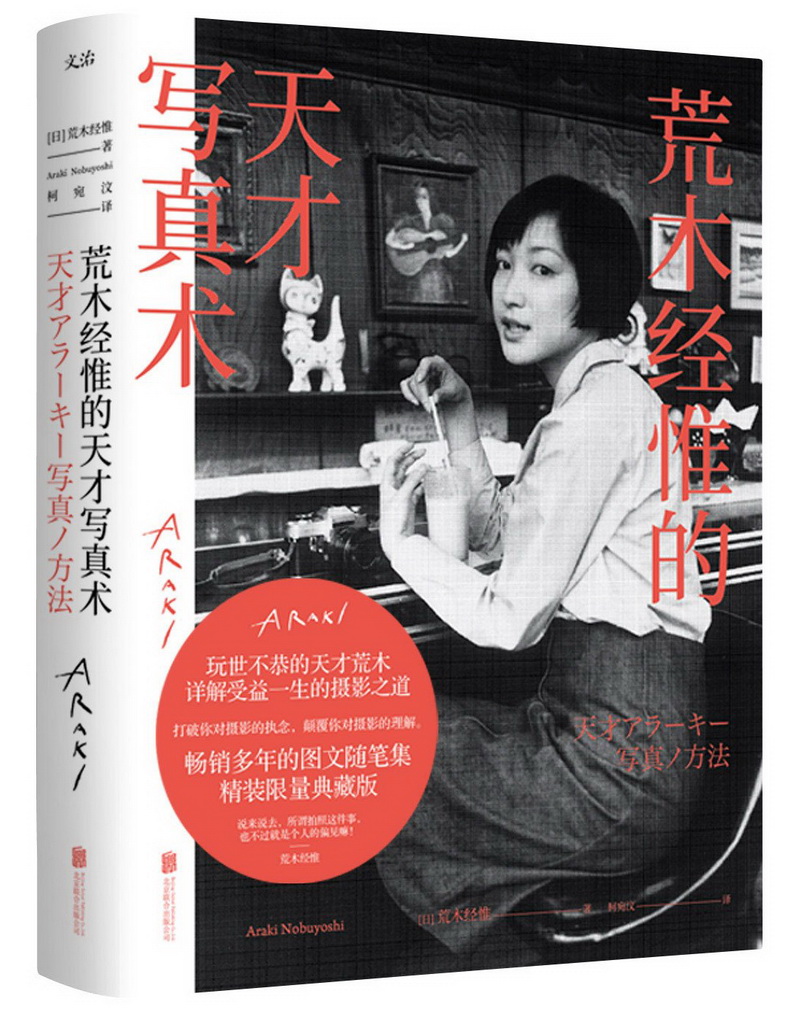 文治
[日]荒木经惟
著
Araki Nobuyoshi
柯宛汶
译
荒木经惟的天才写真术
天才アラーキー写真ノ方法
ARAKI
北京联合出版公司
荒木经惟的
天才
写真术
ARAKI
ARAKI
玩世不恭的天才荒木
详解受益一生的摄影之道
打破你对摄影的执念，颠覆你对摄影的理解。
畅销多年的图文随笔集
精装限量典藏版
说来说去，所谓拍照这件事，
也不过就是个人的偏见嘛！
荒木经惟
天才アラーキー
写真ノ方法
北京联合出版公司
Araki Nobuyoshi
[日]荒木经惟 著 柯宛汶 译